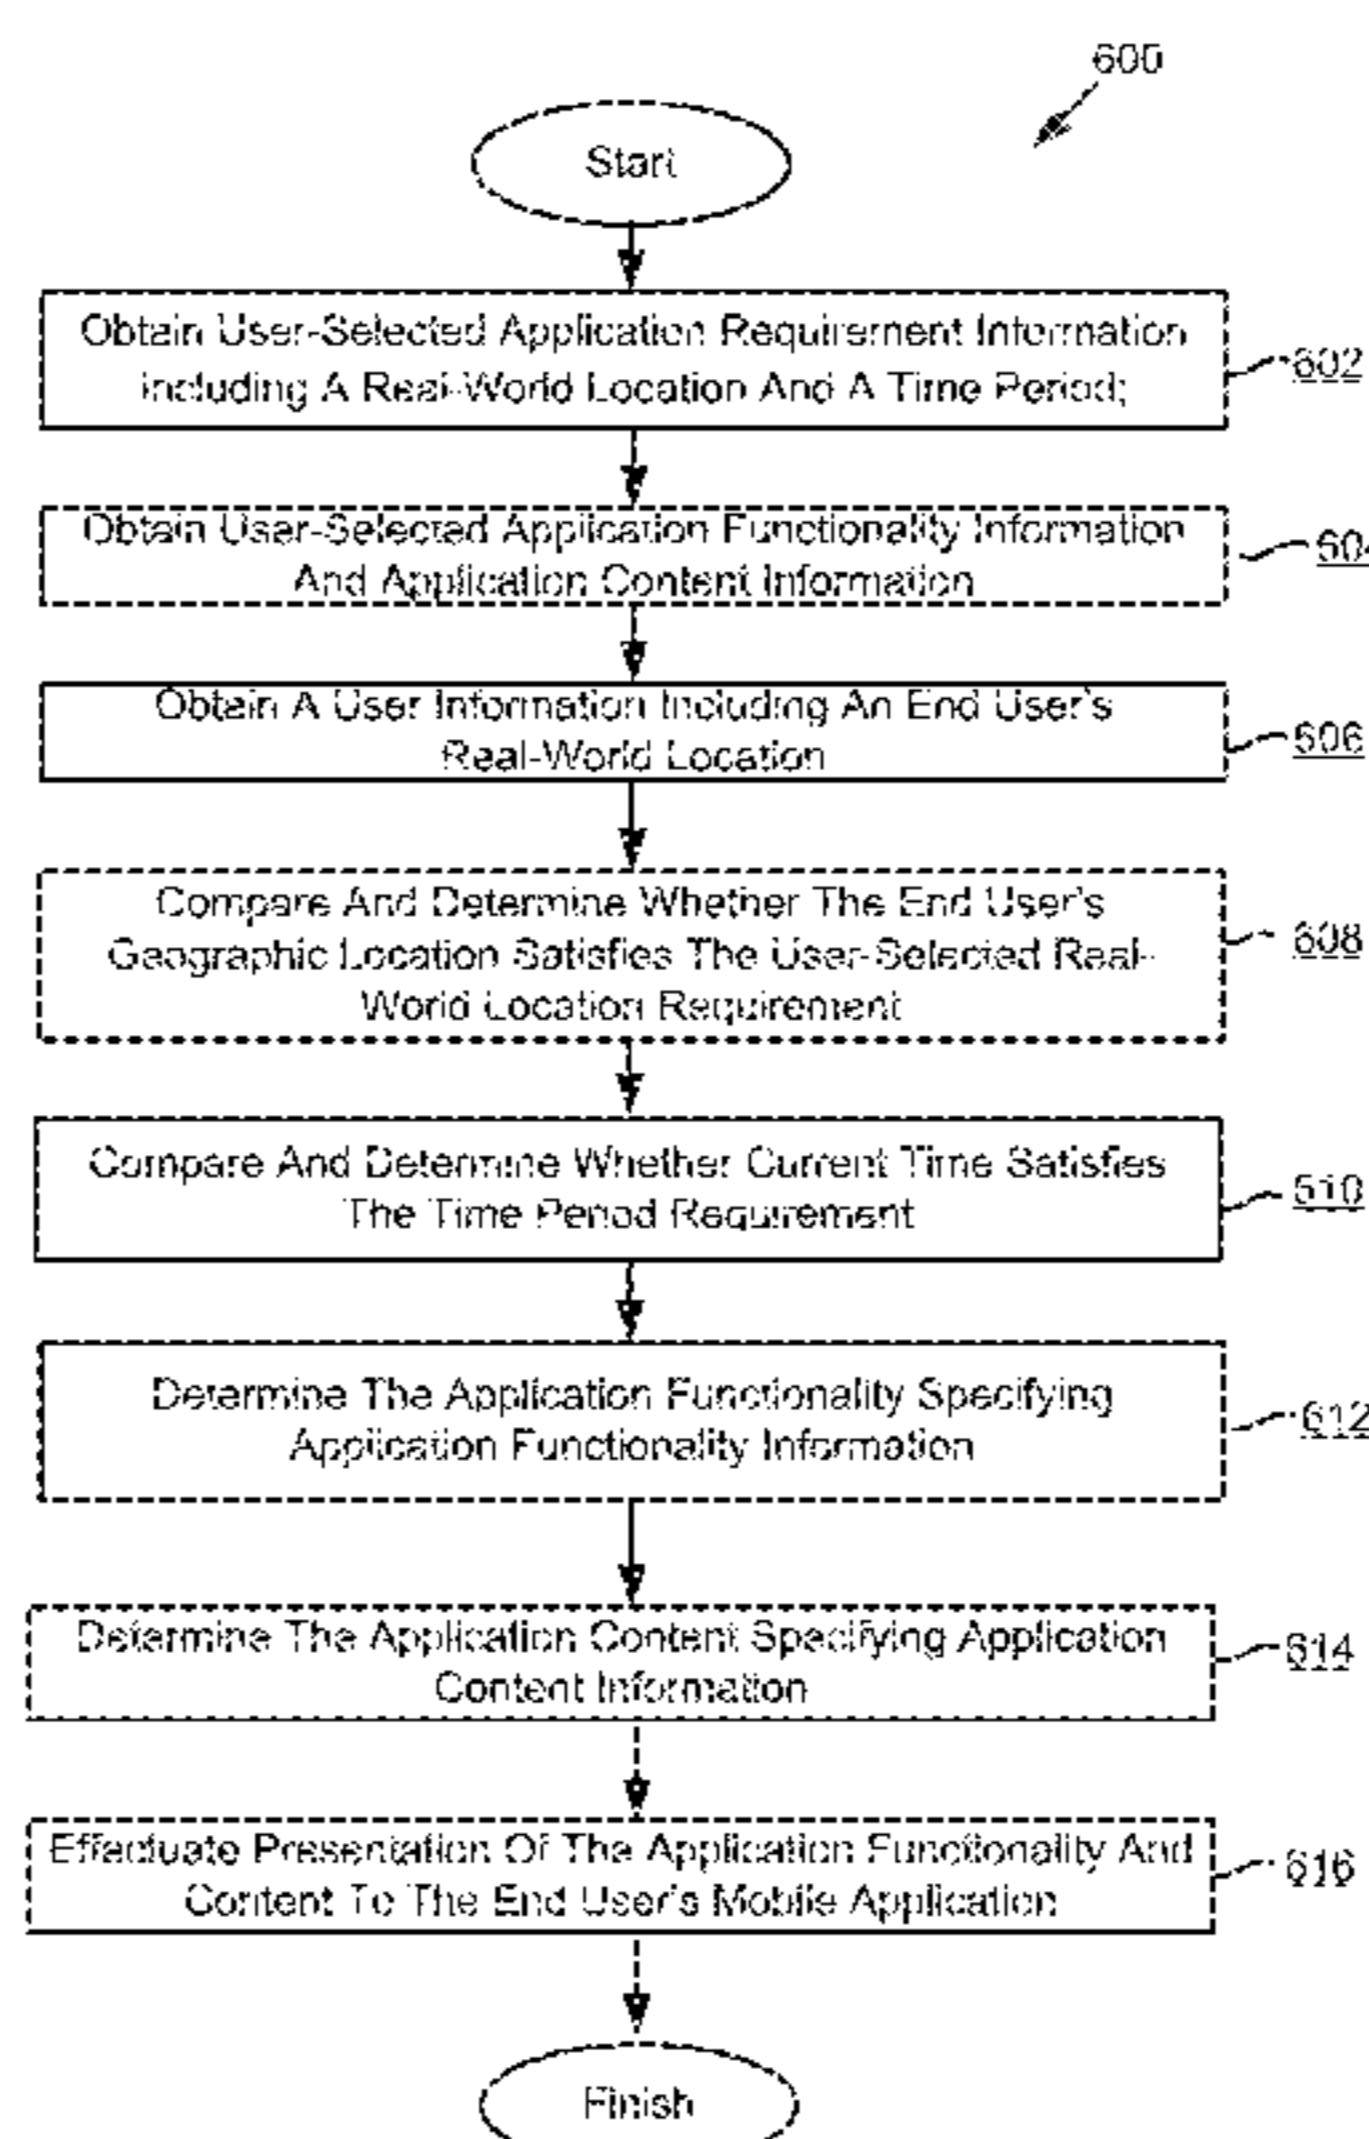 600
Start
Obtain User-Selected Application Requirement Information
Including A Real-World Location And A Time Period;
602
Obtain User-Selected Application Functionality Information
And Application Content Information
604
Obtain A User Information Including An End User's
Real-World Location
606
Compare And Determine Whether The End User's
Geographic Location Satisfies The User-Selected Real-
World Location Requirement
608
Compare And Determine Whether Current Time Satisfies
The Time Period Requirement
610
Determine The Application Functionality Specifying
Application Functionality Information
612
Determine The Application Content Specifying Application
Content Information
614
Effectuate Presentation Of The Application Functionality And
Content To The End User's Mobile Application
616
Finish